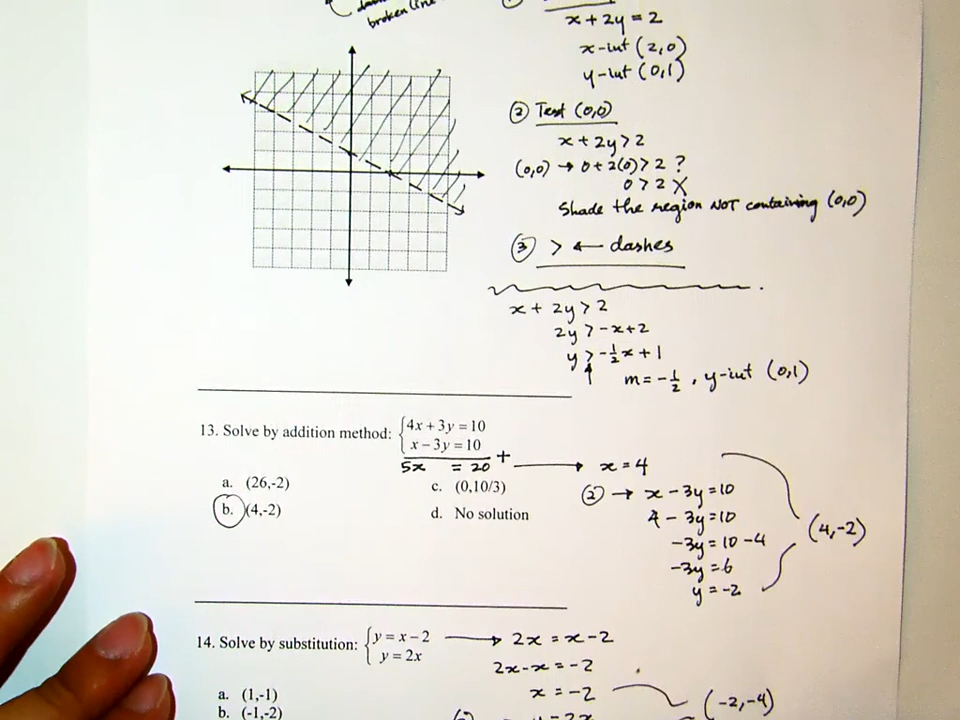 broken line
x + 2y = 2
x-int (2,0)
y-int (0,1)
② Test (0,0)
x + 2y > 2
(0,0) → 0 + 2(0) > 2 ?
0 > 2 X
Shade the region NOT containing (0,0)
③ > ← dashes
x + 2y > 2
2y > -x + 2
y > -½x + 1
m = -½, y-int (0,1)
13. Solve by addition method: {4x + 3y = 10
x - 3y = 10
5x = 20 + → x = 4
a. (26,-2)
c. (0,10/3)
b. (4,-2)
d. No solution
② → x - 3y = 10
4 - 3y = 10
-3y = 10 - 4
-3y = 6
y = -2
(4,-2)
14. Solve by substitution: {y = x - 2 → 2x = x - 2
y = 2x
2x - x = -2
x = -2
a. (1,-1)
b. (-1,-2)
(-2,-4)